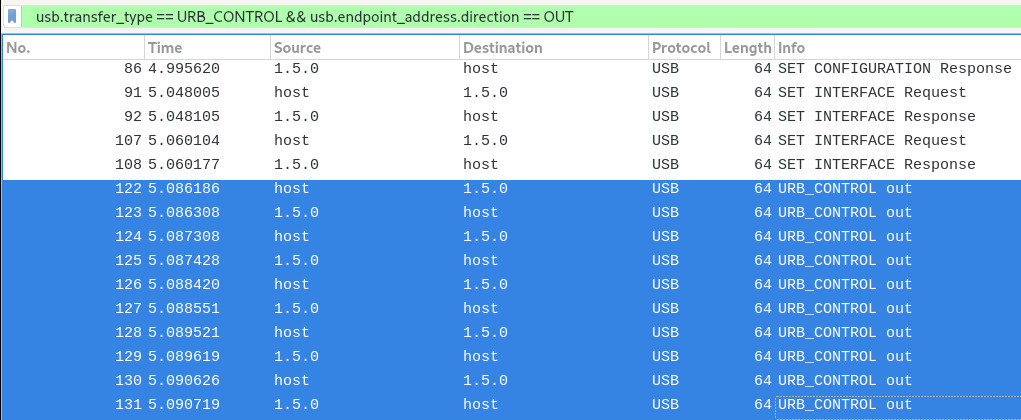 usb.transfer_type == URB_CONTROL && usb.endpoint_address.direction == OUT
No. Time Source Destination Protocol Length Info
86 4.995620 1.5.0 host USB 64 SET CONFIGURATION Response
91 5.048005 host 1.5.0 USB 64 SET INTERFACE Request
92 5.048105 1.5.0 host USB 64 SET INTERFACE Response
107 5.060104 host 1.5.0 USB 64 SET INTERFACE Request
108 5.060177 1.5.0 host USB 64 SET INTERFACE Response
122 5.086186 host 1.5.0 USB 64 URB_CONTROL out
123 5.086308 1.5.0 host USB 64 URB_CONTROL out
124 5.087308 host 1.5.0 USB 64 URB_CONTROL out
125 5.087428 1.5.0 host USB 64 URB_CONTROL out
126 5.088420 host 1.5.0 USB 64 URB_CONTROL out
127 5.088551 1.5.0 host USB 64 URB_CONTROL out
128 5.089521 host 1.5.0 USB 64 URB_CONTROL out
129 5.089619 1.5.0 host USB 64 URB_CONTROL out
130 5.090626 host 1.5.0 USB 64 URB_CONTROL out
131 5.090719 1.5.0 host USB 64 URB_CONTROL out